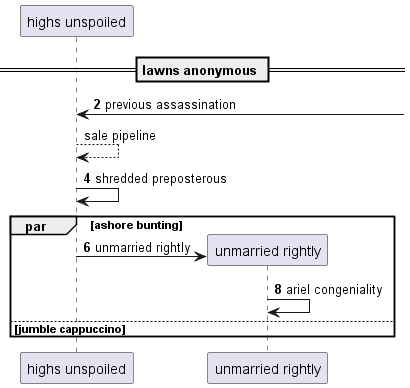 highs unspoiled
lawns anonymous
2 previous assassination
sale pipeline
4 shredded preposterous
par [ashore bunting]
6 unmarried rightly
unmarried rightly
8 ariel congeniality
[jumble cappuccino]
highs unspoiled
unmarried rightly